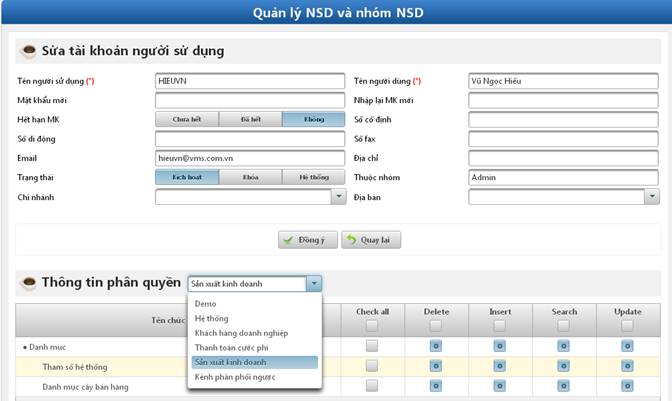 Quản lý NSD và nhóm NSD
Sửa tài khoản người sử dụng
Tên người sử dụng (*) HIEUVN Tên người dùng (*) Vũ Ngọc Hiếu
Mật khẩu mới Nhập lại MK mới
Hết hạn MK Chưa hết Đã hết Không Số cố định
Số di động Số fax
Email hieuvn@vms.com.vn Địa chỉ
Trạng thái Kích hoạt Khóa Hệ thống Thuộc nhóm Admin
Chi nhánh Địa bàn
Đồng ý Quay lại
Thông tin phân quyền Sản xuất kinh doanh
Tên chức Check all Delete Insert Search Update
Demo
Hệ thống
Khách hàng doanh nghiệp
Thanh toán cước phí
Sản xuất kinh doanh
Kênh phân phối ngược
Danh mục
Tham số hệ thống
Danh mục cây bán hàng